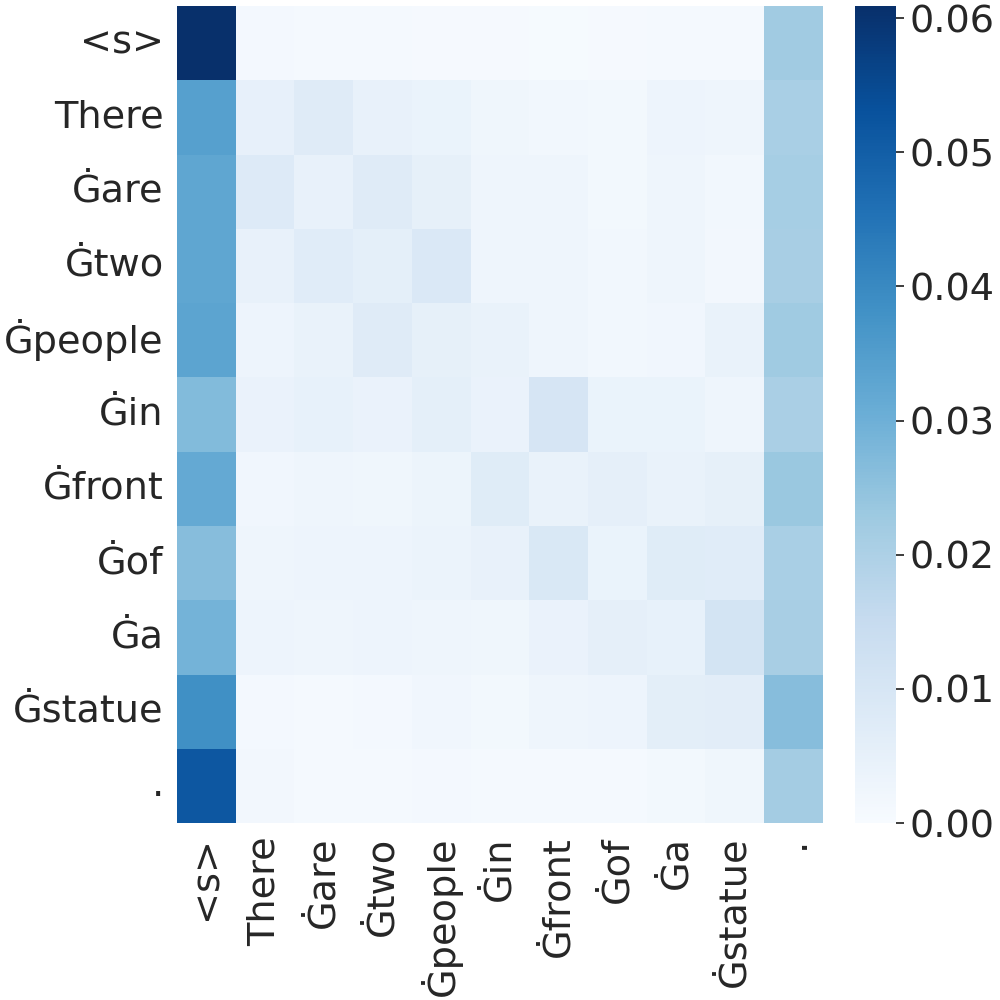 <s>
There
Ġare
Ġtwo
Ġpeople
Ġin
Ġfront
Ġof
Ġa
Ġstatue
.
<s>
There
Ġare
Ġtwo
Ġpeople
Ġin
Ġfront
Ġof
Ġa
Ġstatue
.
0.06
0.05
0.04
0.03
0.02
0.01
0.00